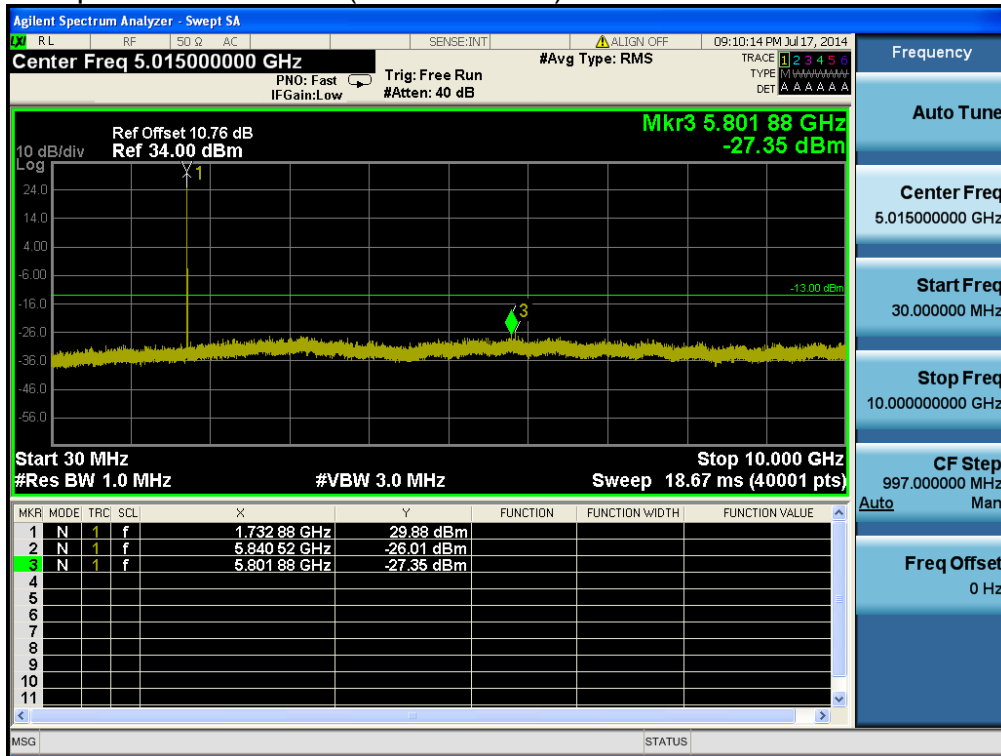 Agilent Spectrum Analyzer - Swept SA
LXI RL RF 50 Ω AC SENSE:INT ALIGN OFF 09:10:14 PM Jul 17, 2014
Center Freq 5.015000000 GHz
PNO: Fast
IFGain:Low
Trig: Free Run
#Atten: 40 dB
#Avg Type: RMS
TRACE 1 2 3 4 5 6
TYPE M WWWWW
DET A A A A A A
Mkr3 5.801 88 GHz
-27.35 dBm
Ref Offset 10.76 dB
10 dB/div Ref 34.00 dBm
Log
1
24.0
14.0
4.00
-6.00
-13.00 dBm
-16.0
3
-26.0
-36.0
-46.0
-56.0
Start 30 MHz Stop 10.000 GHz
#Res BW 1.0 MHz #VBW 3.0 MHz Sweep 18.67 ms (40001 pts)
MKR MODE TRC SCL X Y FUNCTION FUNCTION WIDTH FUNCTION VALUE
1 N 1 f 1.732 88 GHz 29.88 dBm
2 N 1 f 5.840 52 GHz -26.01 dBm
3 N 1 f 5.801 88 GHz -27.35 dBm
4
5
6
7
8
9
10
11
MSG STATUS
Frequency
Auto Tune
Center Freq
5.015000000 GHz
Start Freq
30.000000 MHz
Stop Freq
10.000000000 GHz
CF Step
997.000000 MHz
Auto Man
Freq Offset
0 Hz